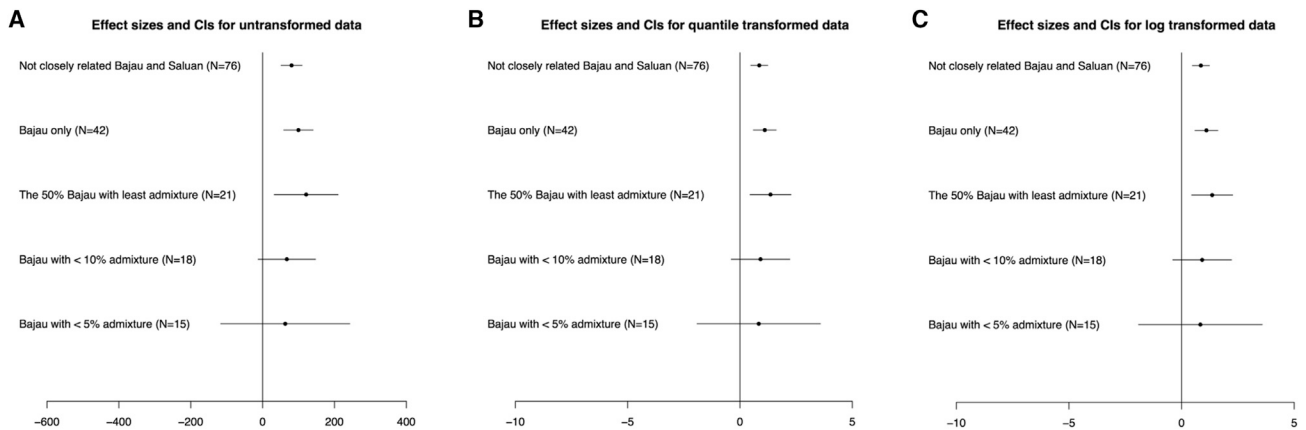 A
Effect sizes and CIs for untransformed data
Not closely related Bajau and Saluan (N=76)
Bajau only (N=42)
The 50% Bajau with least admixture (N=21)
Bajau with < 10% admixture (N=18)
Bajau with < 5% admixture (N=15)
−600 −400 −200 0 200 400
B
Effect sizes and CIs for quantile transformed data
Not closely related Bajau and Saluan (N=76)
Bajau only (N=42)
The 50% Bajau with least admixture (N=21)
Bajau with < 10% admixture (N=18)
Bajau with < 5% admixture (N=15)
−10 −5 0 5
C
Effect sizes and CIs for log transformed data
Not closely related Bajau and Saluan (N=76)
Bajau only (N=42)
The 50% Bajau with least admixture (N=21)
Bajau with < 10% admixture (N=18)
Bajau with < 5% admixture (N=15)
−10 −5 0 5